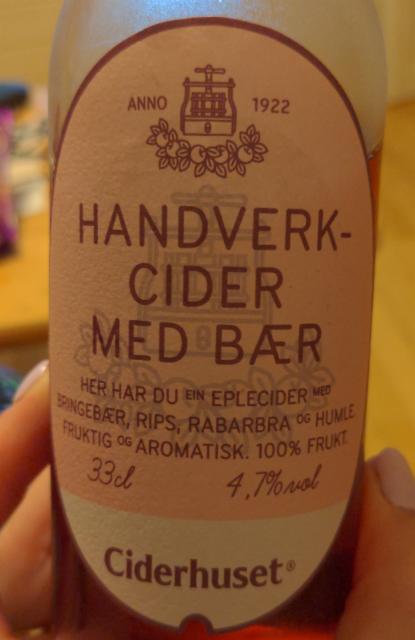 ANNO 1922
HANDVERK-
CIDER
MED BÆR
HER HAR DU EIN EPLECIDER MED
BRINGEBÆR, RIPS, RABARBRA OG HUMLE
FRUKTIG OG AROMATISK. 100% FRUKT.
33cl 4,7% vol
Ciderhuset®